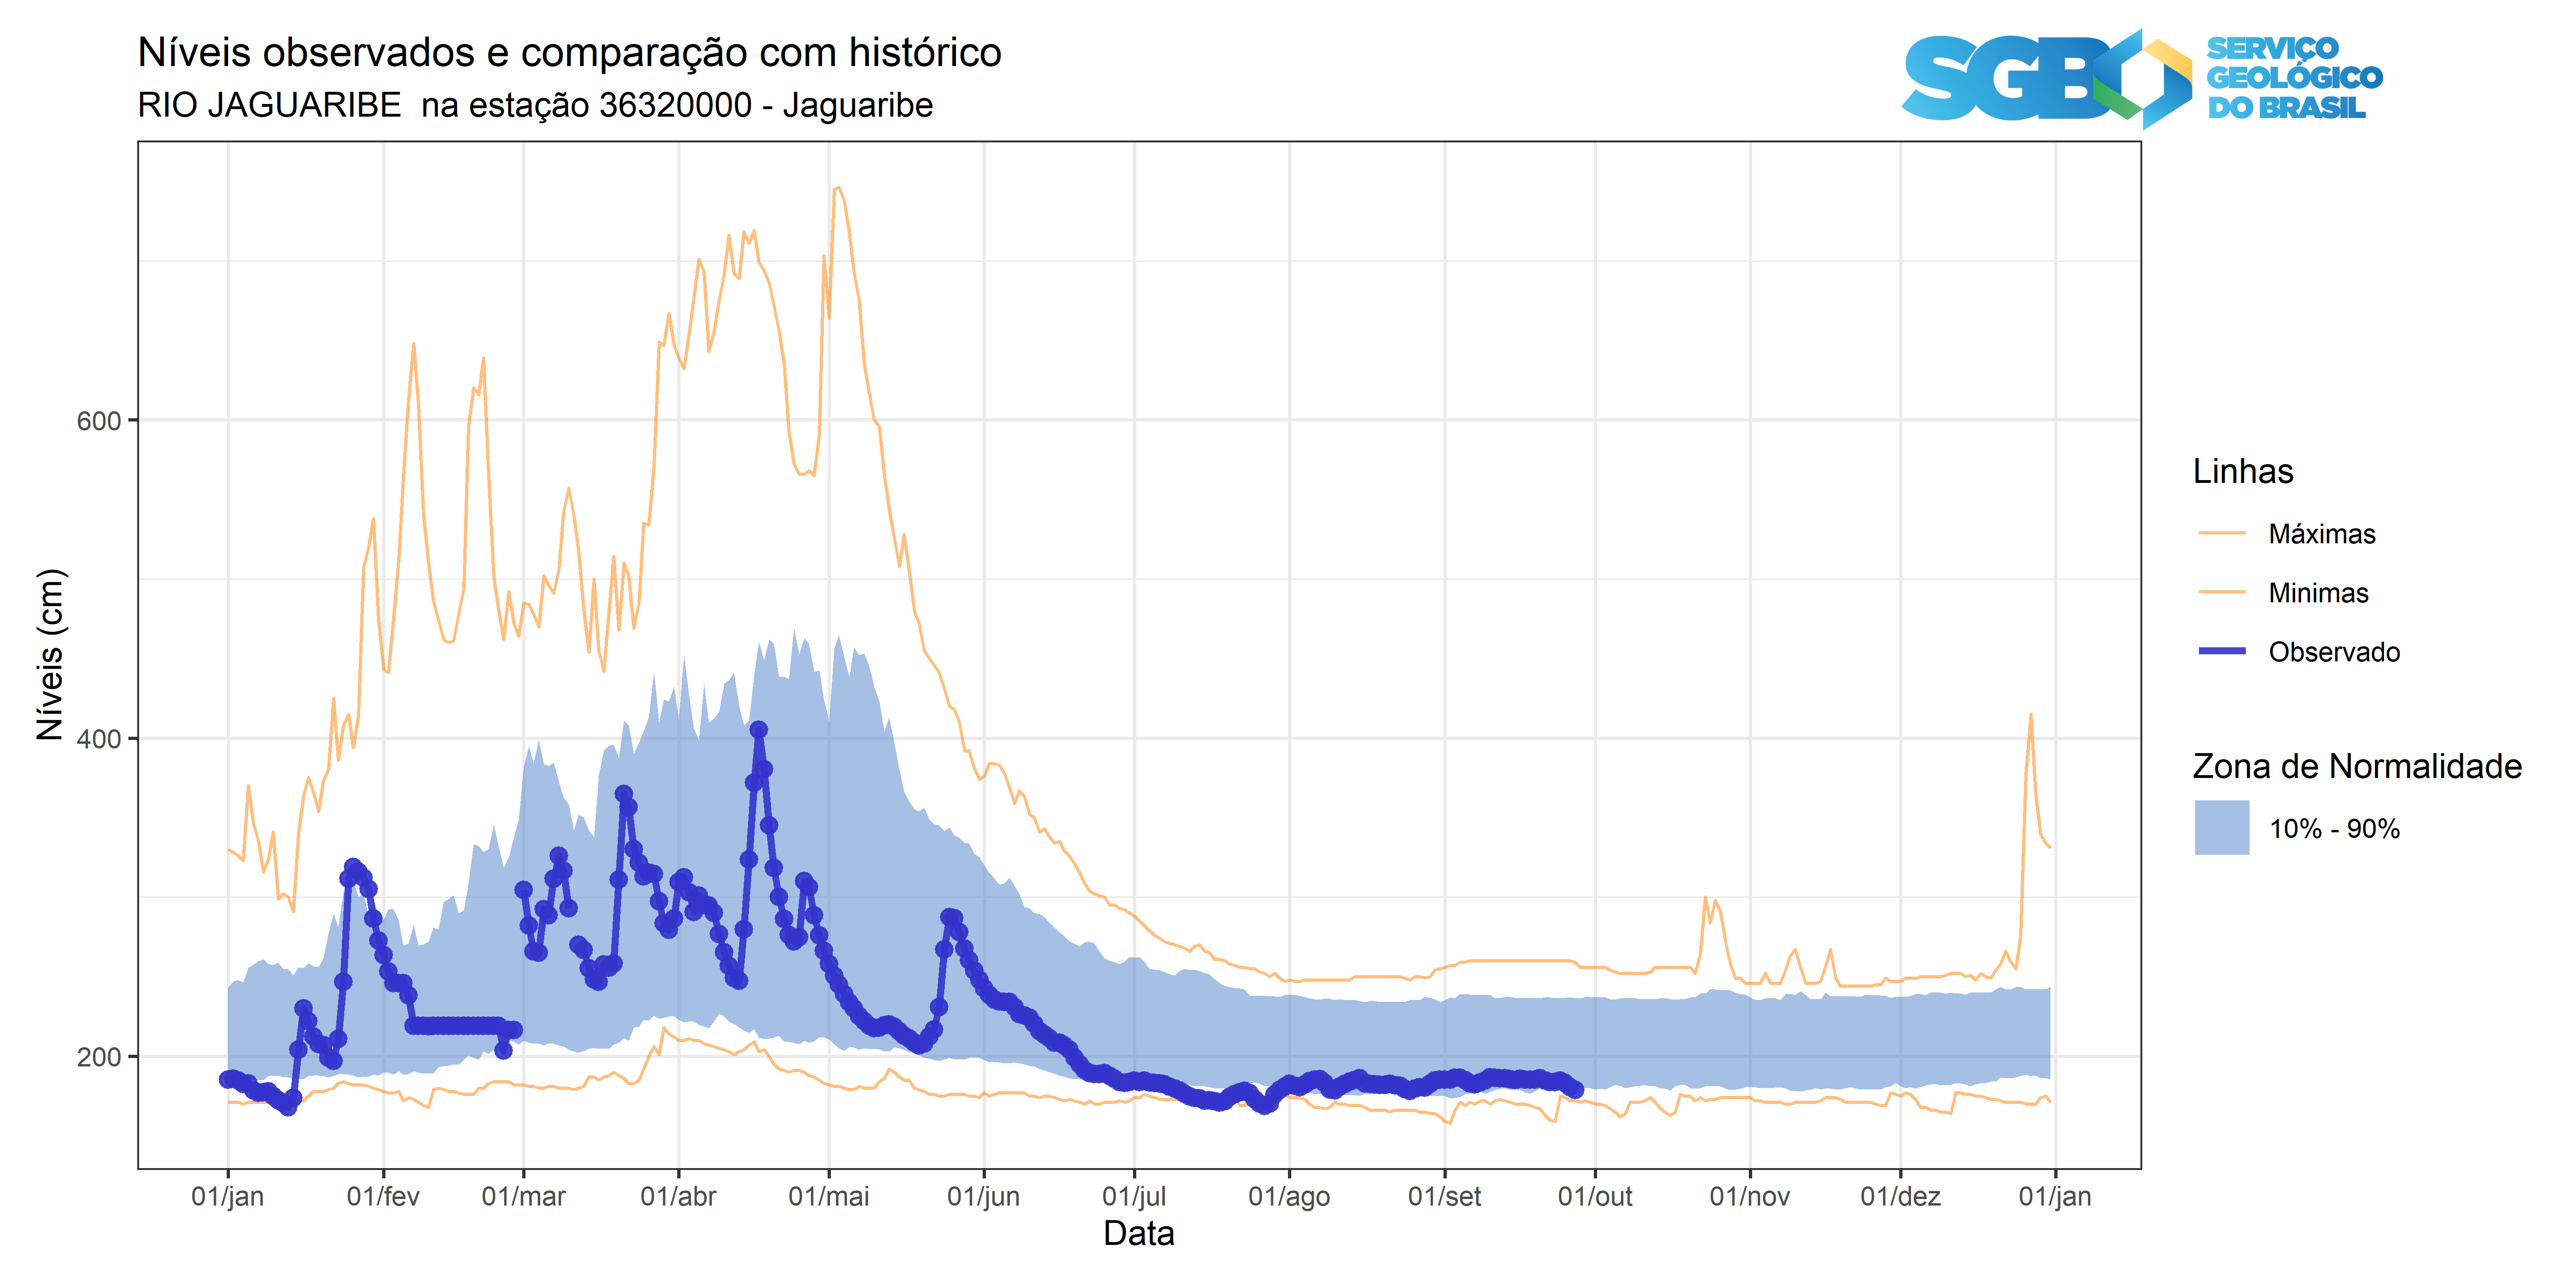 Níveis observados e comparação com histórico
RIO JAGUARIBE  na estação 36320000 - Jaguaribe
SGB
SERVIÇO
GEOLÓGICO
DO BRASIL
Níveis (cm)
600
400
200
01/jan
01/fev
01/mar
01/abr
01/mai
01/jun
01/jul
01/ago
01/set
01/out
01/nov
01/dez
01/jan
Data
Linhas
Máximas
Minimas
Observado
Zona de Normalidade
10% - 90%